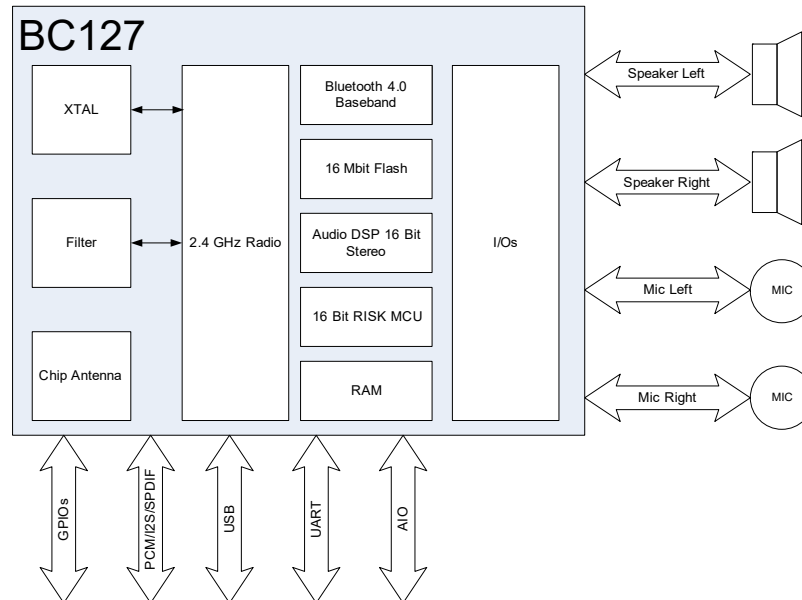 BC127
XTAL
Filter
Chip Antenna
2.4 GHz Radio
Bluetooth 4.0
Baseband
16 Mbit Flash
Audio DSP 16 Bit
Stereo
16 Bit RISK MCU
RAM
I/Os
Speaker Left
Speaker Right
Mic Left
MIC
Mic Right
MIC
GPIOs
PCM/I2S/SPDIF
USB
UART
AIO